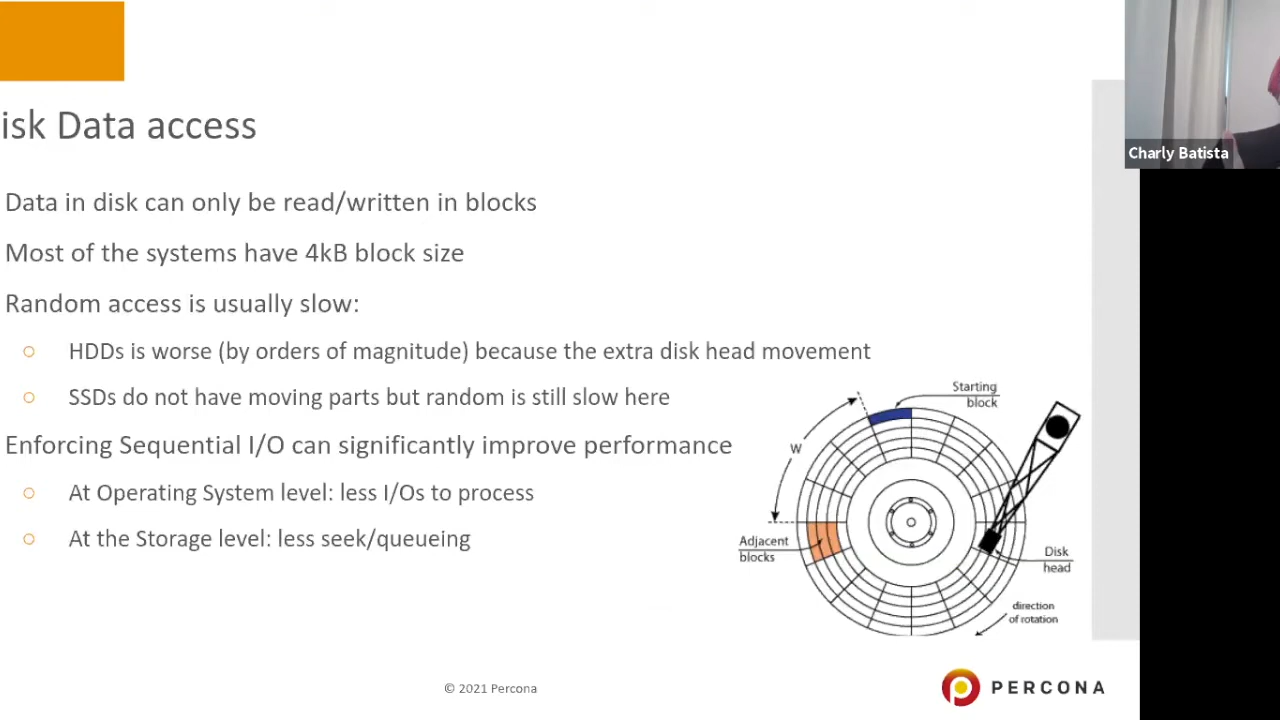 isk Data access
Charly Batista
Data in disk can only be read/written in blocks
Most of the systems have 4kB block size
Random access is usually slow:
HDDs is worse (by orders of magnitude) because the extra disk head movement
SSDs do not have moving parts but random is still slow here
Enforcing Sequential I/O can significantly improve performance
At Operating System level: less I/Os to process
At the Storage level: less seek/queueing
Starting
block
W
Adjacent
blocks
Disk
head
direction
of rotation
© 2021 Percona
PERCONA